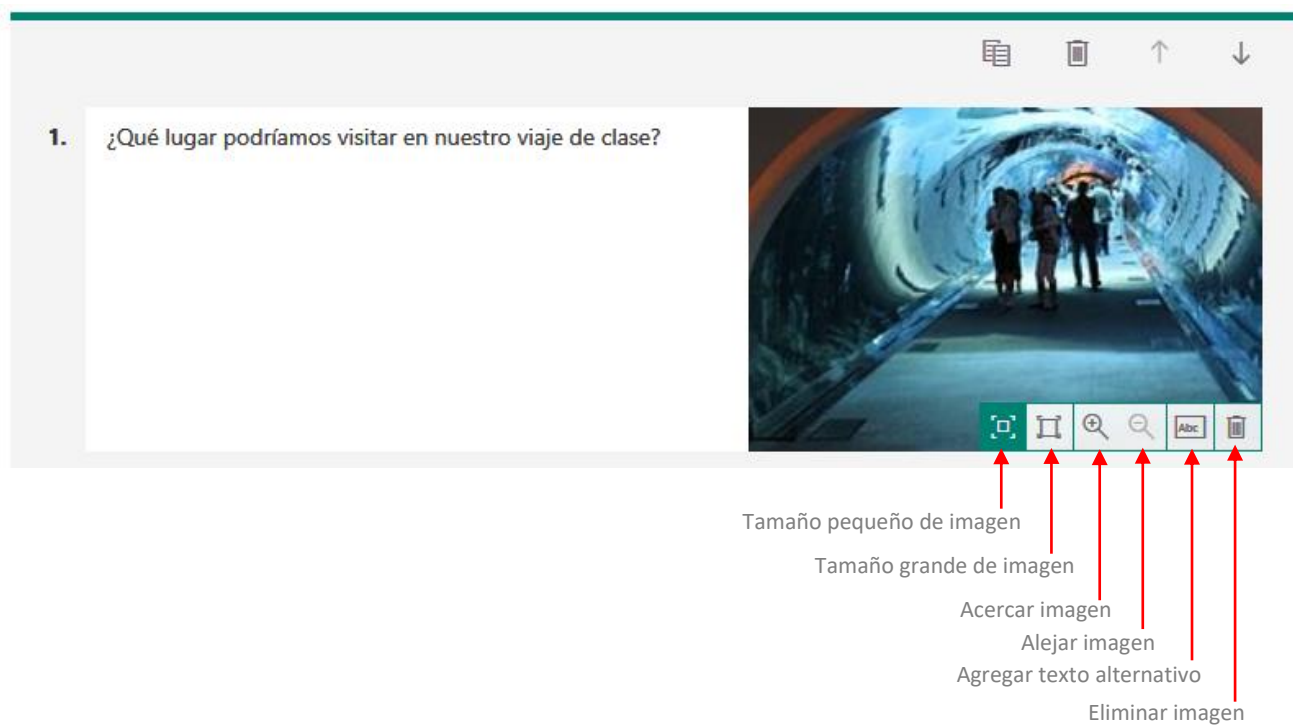 1. ¿Qué lugar podríamos visitar en nuestro viaje de clase?
Abc
Tamaño pequeño de imagen
Tamaño grande de imagen
Acercar imagen
Alejar imagen
Agregar texto alternativo
Eliminar imagen